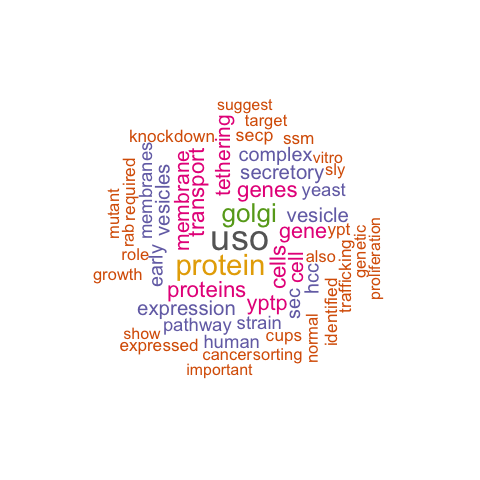 suggest
target
knockdown
secp
ssm
tethering
complex
vitro
sly
membranes
vesicles
membrane
transport
secretory
required
genes
yeast
mutant
rab
golgi
vesicle
uso
gene
ypt
role
early
protein
cells
cell
also
genetic
trafficking
proliferation
growth
proteins
yptp
sec
hcc
identified
expression
pathway
strain
normal
show
human
cups
expressed
cancer
sorting
important